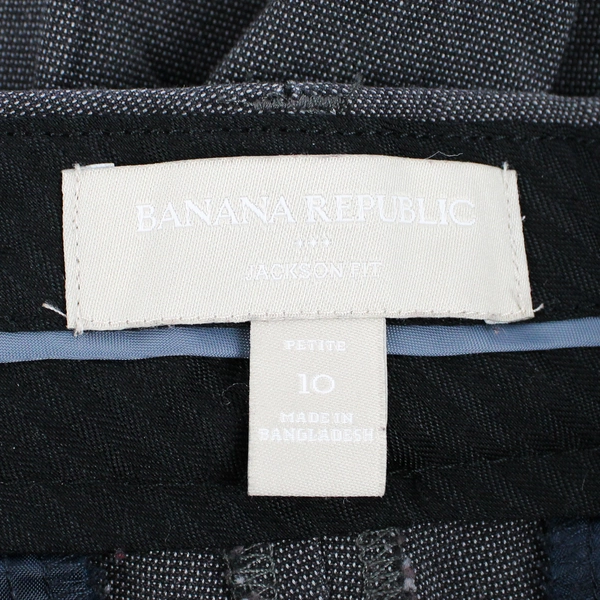 BANANA REPUBLIC
JACKSON FIT
PETITE
10
MADE IN
BANGLADESH